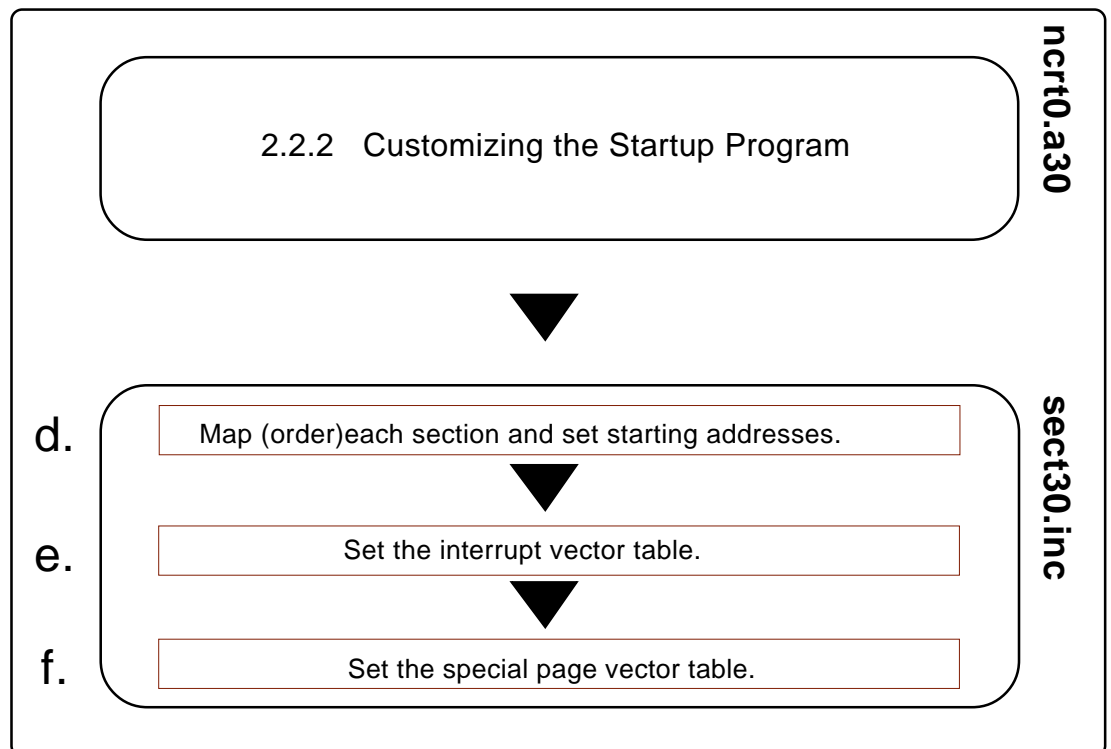 2.2.2 Customizing the Startup Program
ncrt0.a30
d.
Map (order)each section and set starting addresses.
e.
Set the interrupt vector table.
f.
Set the special page vector table.
sect30.inc